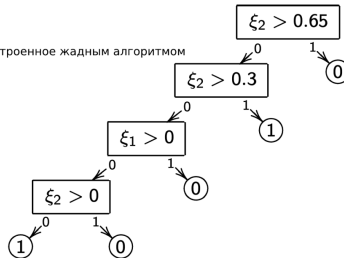 ξ₂ > 0.65
0 1
троенное жадным алгоритмом
0
ξ₂ > 0.3
0 1
1
ξ₁ > 0
0 1
0
ξ₂ > 0
0 1
1 0